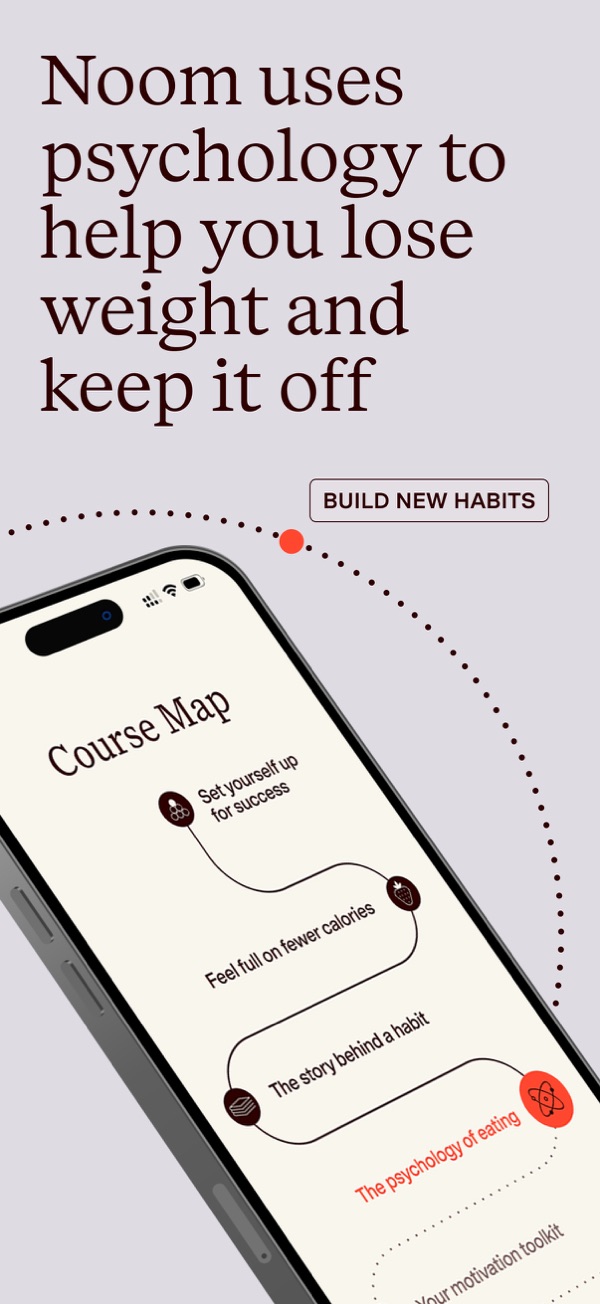 Noom uses
psychology to
help you lose
weight and
keep it off
BUILD NEW HABITS
Course Map
Set yourself up
for success
Feel full on fewer calories
The story behind a habit
The psychology of eating
Your motivation toolkit